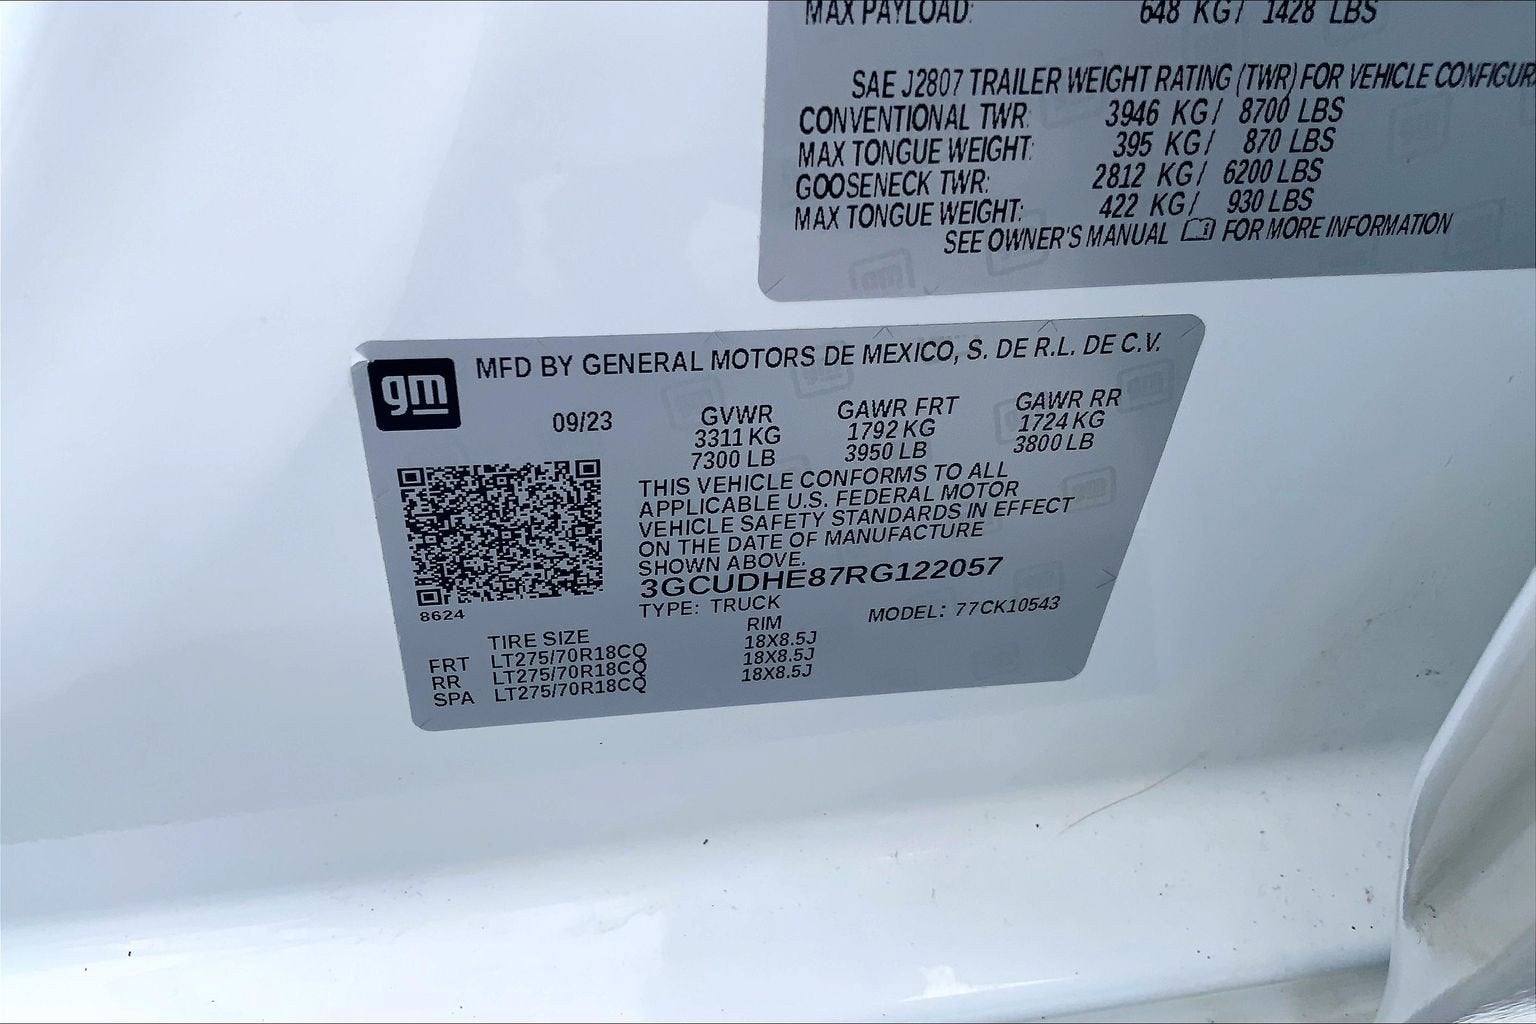 MAX PAYLOAD: 648 KG/ 1428 LBS
SAE J2807 TRAILER WEIGHT RATING (TWR) FOR VEHICLE
CONVENTIONAL TWR: 3946 KG/ 8700 LBS
MAX TONGUE WEIGHT: 395 KG/ 870 LBS
GOOSENECK TWR: 2812 KG/ 6200 LBS
MAX TONGUE WEIGHT: 422 KG/ 930 LBS
SEE OWNER'S MANUAL FOR MORE INFORMATION
gm
MFD BY GENERAL MOTORS DE MEXICO, S. DE R.L. DE C.V.
09/23 GVWR GAWR FRT GAWR RR
3311 KG 1792 KG 1724 KG
7300 LB 3950 LB 3800 LB
THIS VEHICLE CONFORMS TO ALL
APPLICABLE U.S. FEDERAL MOTOR
VEHICLE SAFETY STANDARDS IN EFFECT
ON THE DATE OF MANUFACTURE
SHOWN ABOVE.
3GCUDHE87RG122057
8624
TYPE: TRUCK MODEL: 77CK10543
TIRE SIZE RIM
FRT LT275/70R18CQ 18X8.5J
RR LT275/70R18CQ 18X8.5J
SPA LT275/70R18CQ 18X8.5J